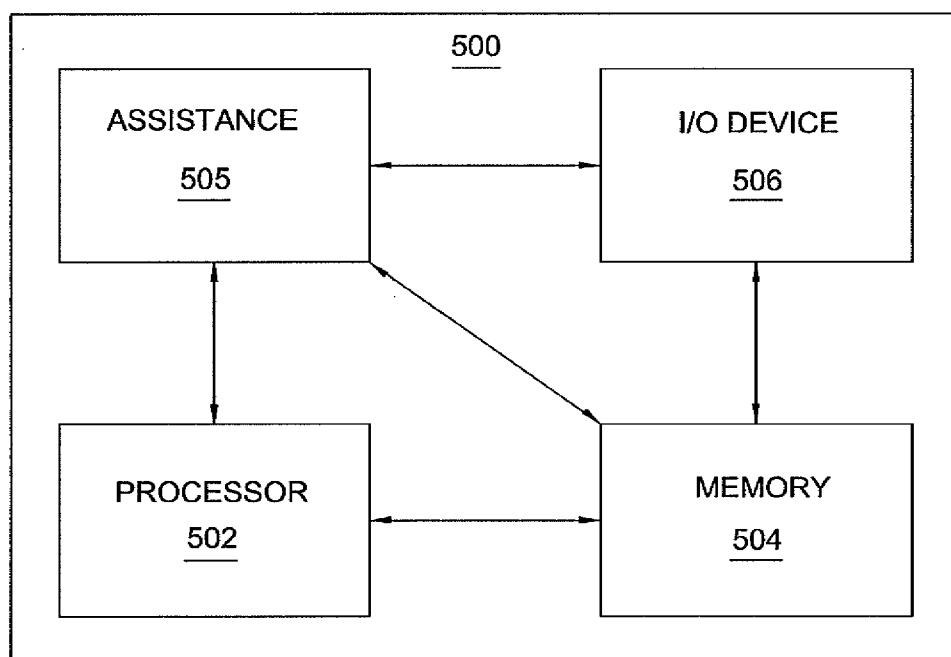 500
ASSISTANCE
505
I/O DEVICE
506
PROCESSOR
502
MEMORY
504